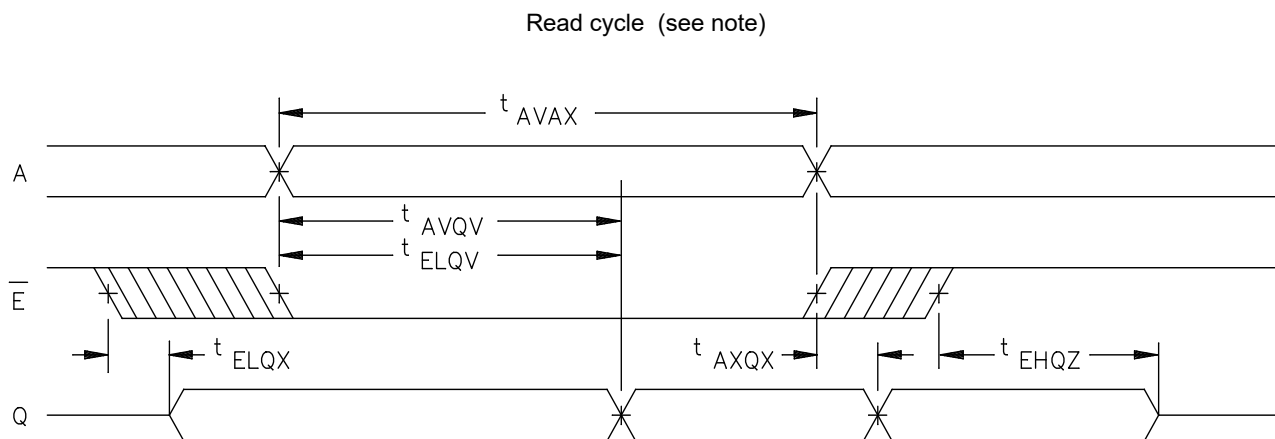 Read cycle (see note)
t AVAX
A
t AVQV
t ELQV
E
t ELQX
t AXQX
t EHQZ
Q